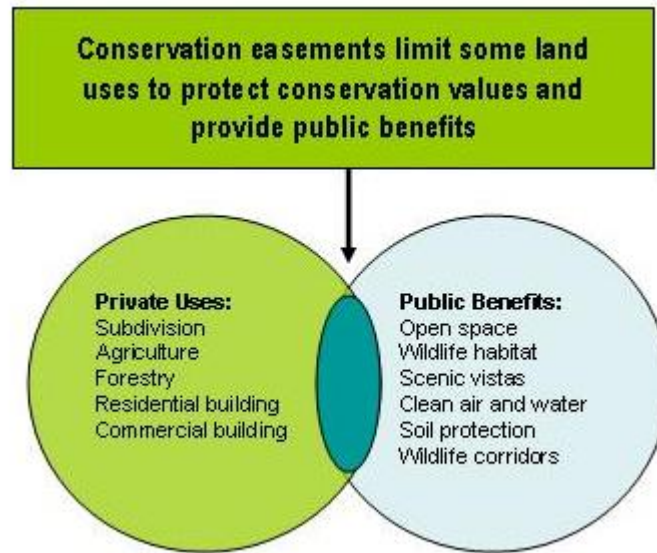 Conservation easements limit some land
uses to protect conservation values and
provide public benefits
Private Uses:
Subdivision
Agriculture
Forestry
Residential building
Commercial building
Public Benefits:
Open space
Wildlife habitat
Scenic vistas
Clean air and water
Soil protection
Wildlife corridors